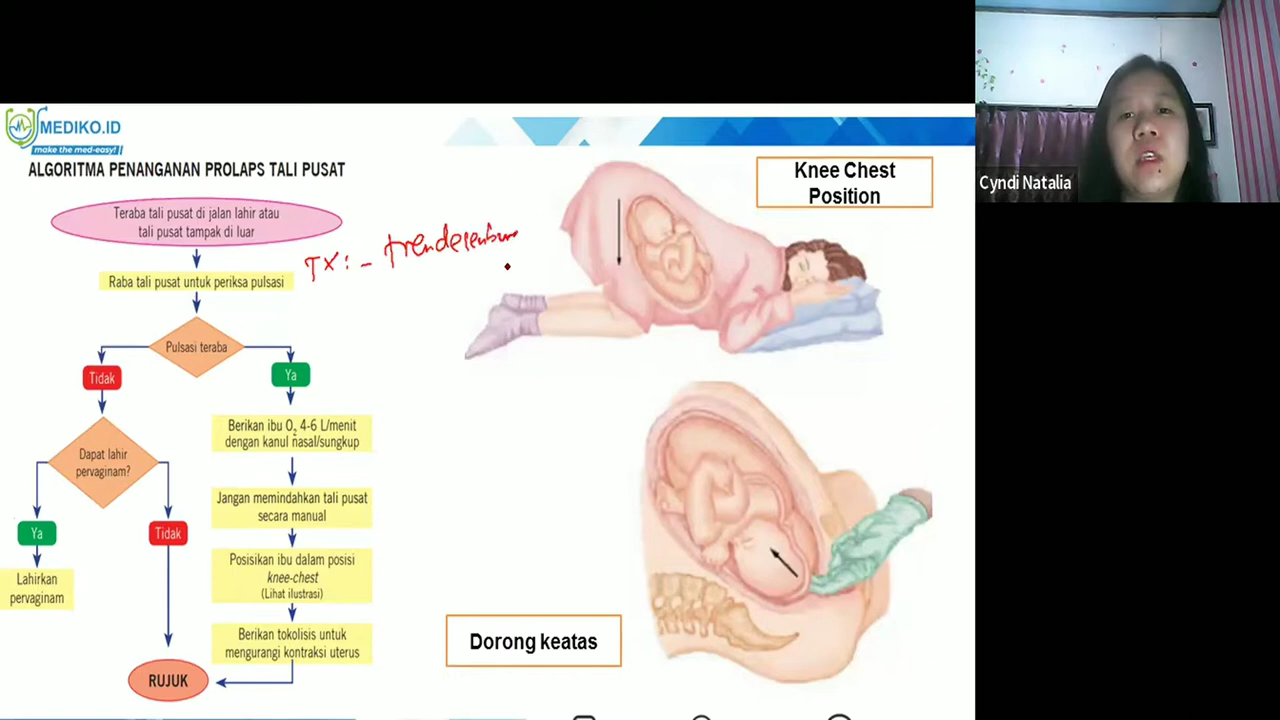 MEDIKO.ID
make the med-easy!
ALGORITMA PENANGANAN PROLAPS TALI PUSAT
Teraba tali pusat di jalan lahir atau
tali pusat tampak di luar
Raba tali pusat untuk periksa pulsasi
Pulsasi teraba
Tidak
Ya
Dapat lahir
pervaginam?
Ya
Tidak
Lahirkan
pervaginam
Berikan ibu O2 4-6 L/menit
dengan kanul nasal/sungkup
Jangan memindahkan tali pusat
secara manual
Posisikan ibu dalam posisi
knee-chest
(Lihat ilustrasi)
Berikan tokolisis untuk
mengurangi kontraksi uterus
RUJUK
TX : -
Knee Chest
Position
Dorong keatas
Cyndi Natalia